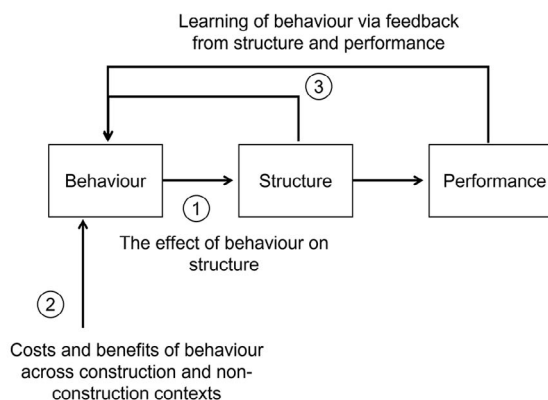 Learning of behaviour via feedback
from structure and performance
3
Behaviour
Structure
Performance
1
The effect of behaviour on
structure
2
Costs and benefits of behaviour
across construction and non-
construction contexts